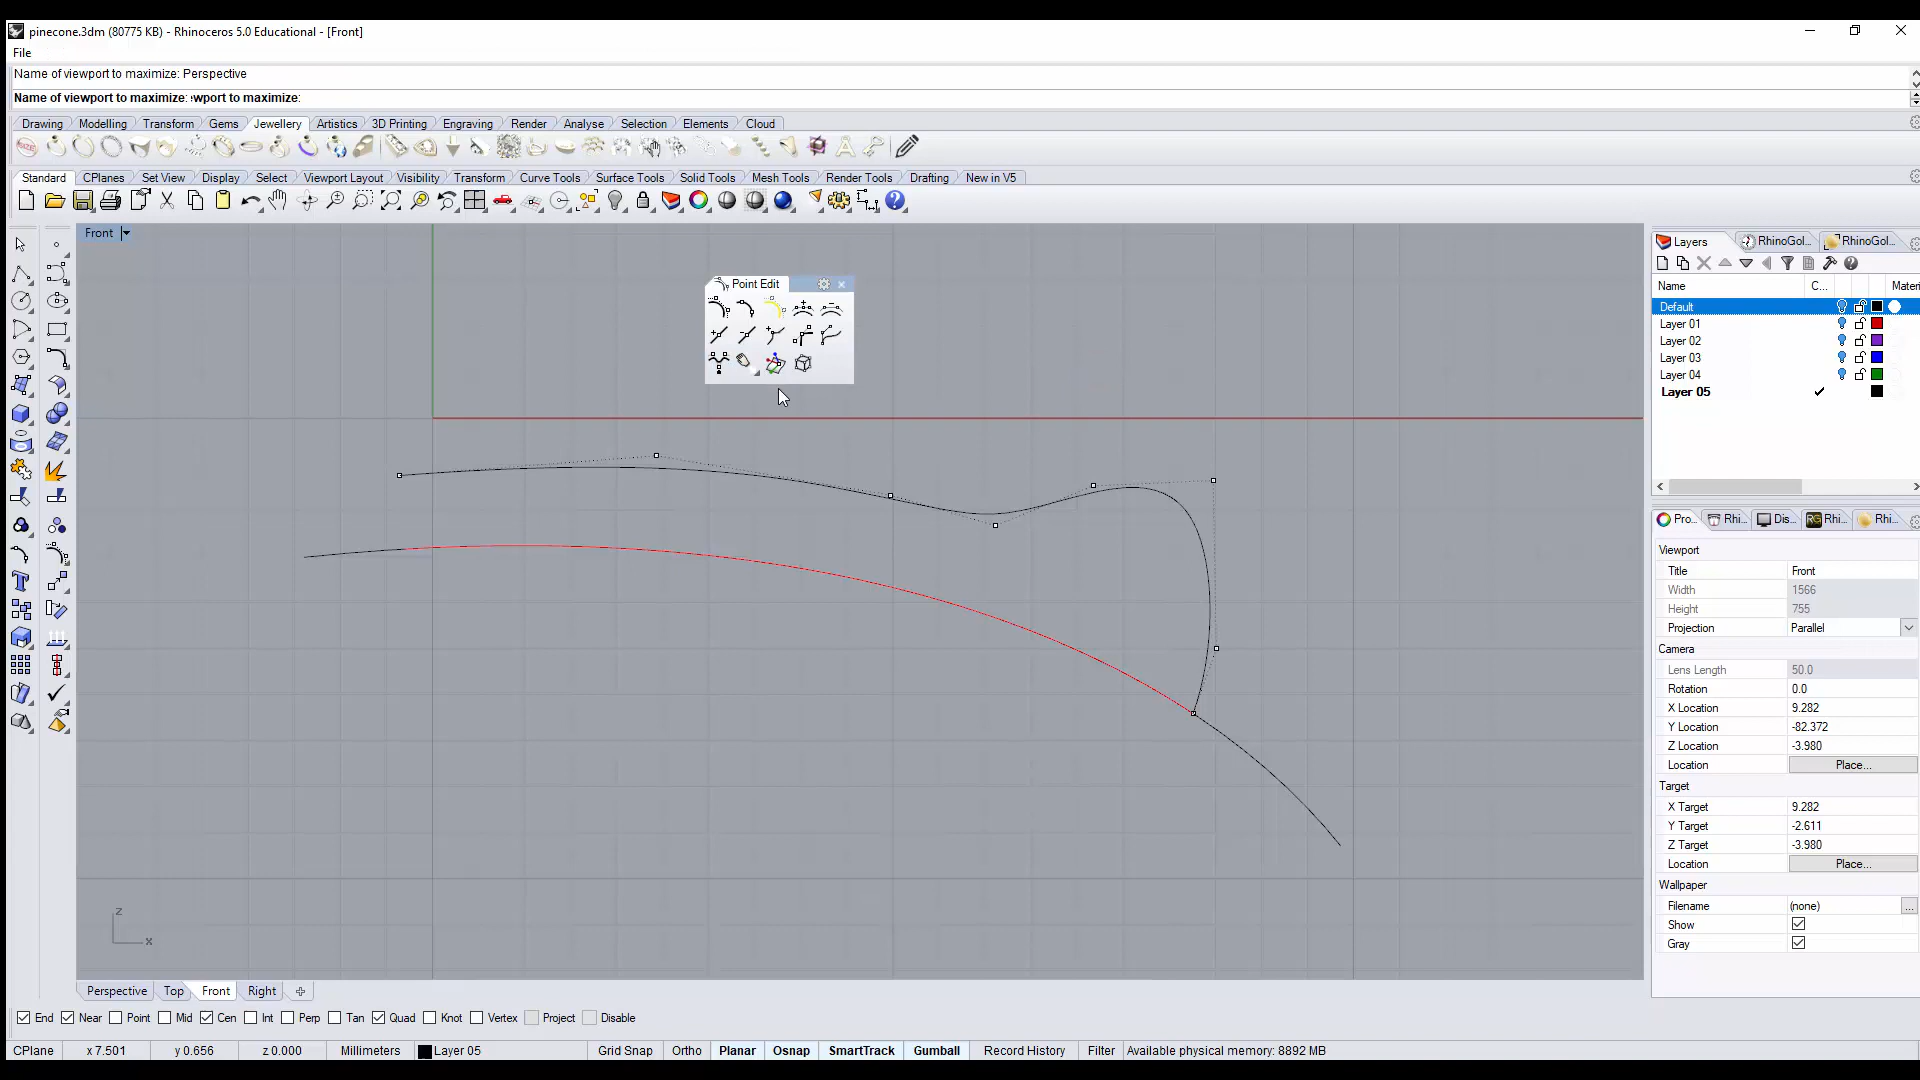 pinecone.3dm (80775 KB) - Rhinoceros 5.0 Educational - [Front]
File
Name of viewport to maximize: Perspective
Name of viewport to maximize: ewport to maximize:
Drawing Modelling Transform Gems Jewellery Artistics 3D Printing Engraving Render Analyse Selection Elements Cloud
Standard CPlanes Set View Display Select Viewport Layout Visibility Transform Curve Tools Surface Tools Solid Tools Mesh Tools Render Tools Drafting New in V5
Front
Point Edit
Layers RhinoGol... RhinoGol...
Name C... Materi
Default
Layer 01
Layer 02
Layer 03
Layer 04
Layer 05
Pro... Rhi... Dis... Rhi... Rhi...
Viewport
Title Front
Width 1566
Height 755
Projection Parallel
Camera
Lens Length 50.0
Rotation 0.0
X Location 9.282
Y Location -82.372
Z Location -3.980
Location Place...
Target
X Target 9.282
Y Target -2.611
Z Target -3.980
Location Place...
Wallpaper
Filename (none) ...
Show
Gray
z
x
Perspective Top Front Right
End Near Point Mid Cen Int Perp Tan Quad Knot Vertex Project Disable
CPlane x 7.501 y 0.656 z 0.000 Millimeters Layer 05 Grid Snap Ortho Planar Osnap SmartTrack Gumball Record History Filter Available physical memory: 8892 MB